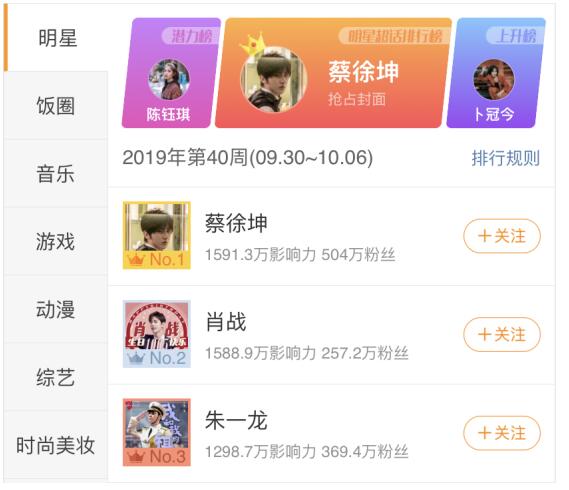 明星
饭圈
音乐
游戏
动漫
综艺
时尚美妆
潜力榜
陈钰琪
明星超话排行榜
蔡徐坤
抢占封面
上升榜
卜冠今
2019年第40周(09.30~10.06)
排行规则
蔡徐坤
1591.3万影响力 504万粉丝
No.1
+关注
肖战
1588.9万影响力 257.2万粉丝
肖战
生日快乐
No.2
+关注
朱一龙
1298.7万影响力 369.4万粉丝
No.3
+关注